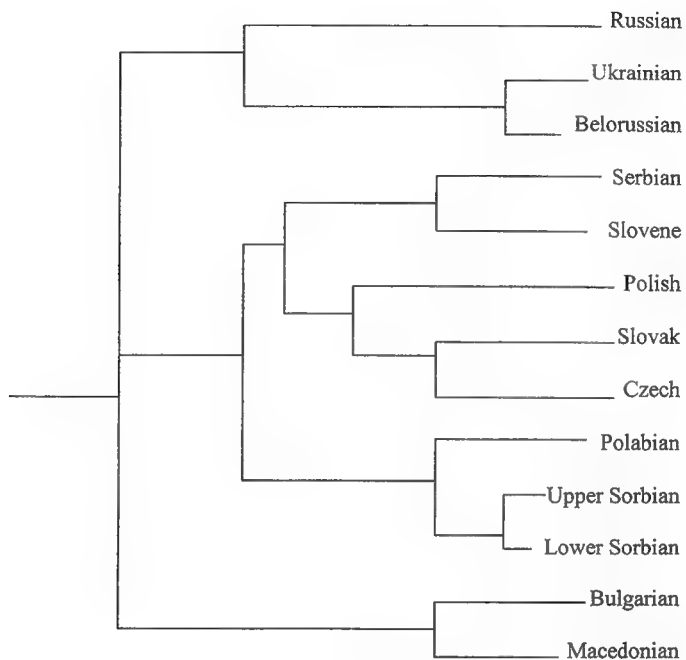 Russian
Ukrainian
Belorussian
Serbian
Slovene
Polish
Slovak
Czech
Polabian
Upper Sorbian
Lower Sorbian
Bulgarian
Macedonian